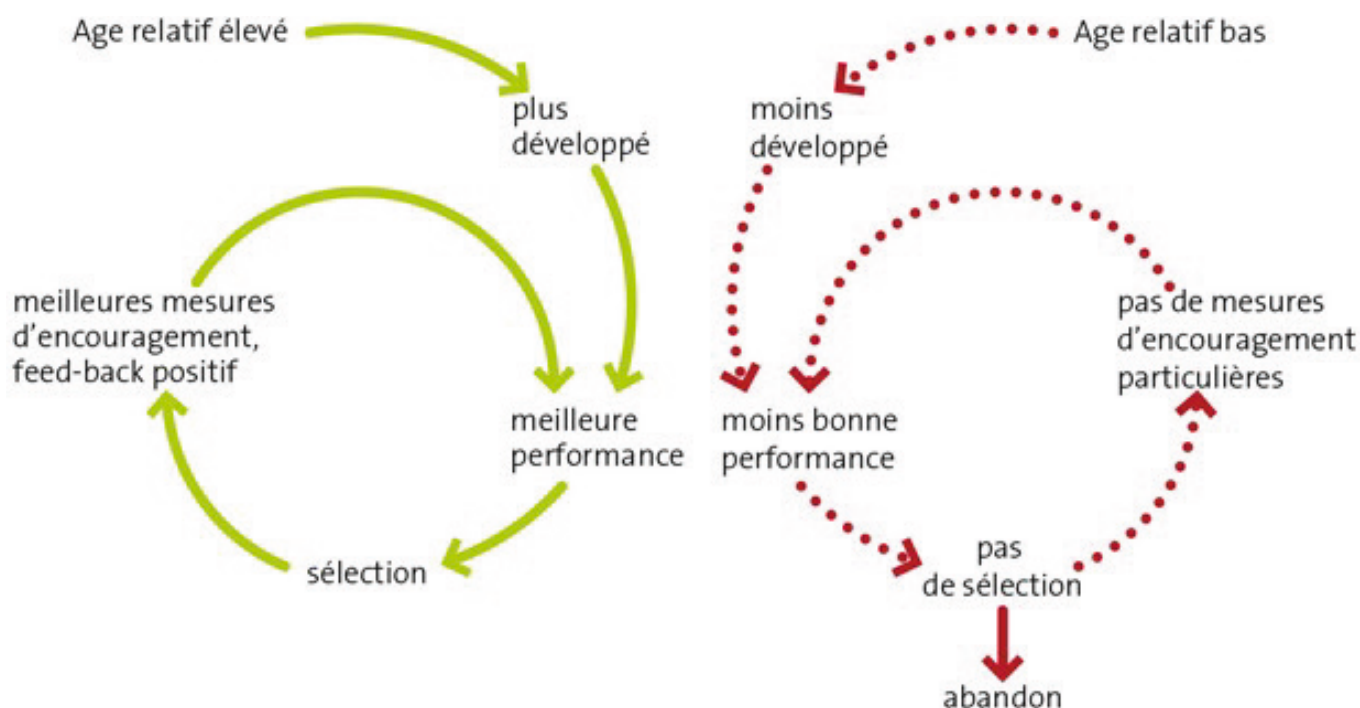 Age relatif élevé
plus
développé
meilleure
performance
sélection
meilleures mesures
d'encouragement,
feed-back positif
Age relatif bas
moins
développé
moins bonne
performance
pas
de sélection
abandon
pas de mesures
d'encouragement
particulières